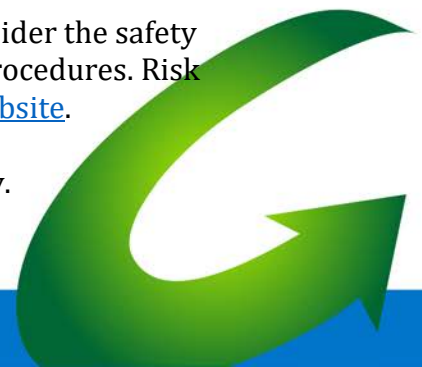 ider the safety
rocedures. Risk
bsite.
y.